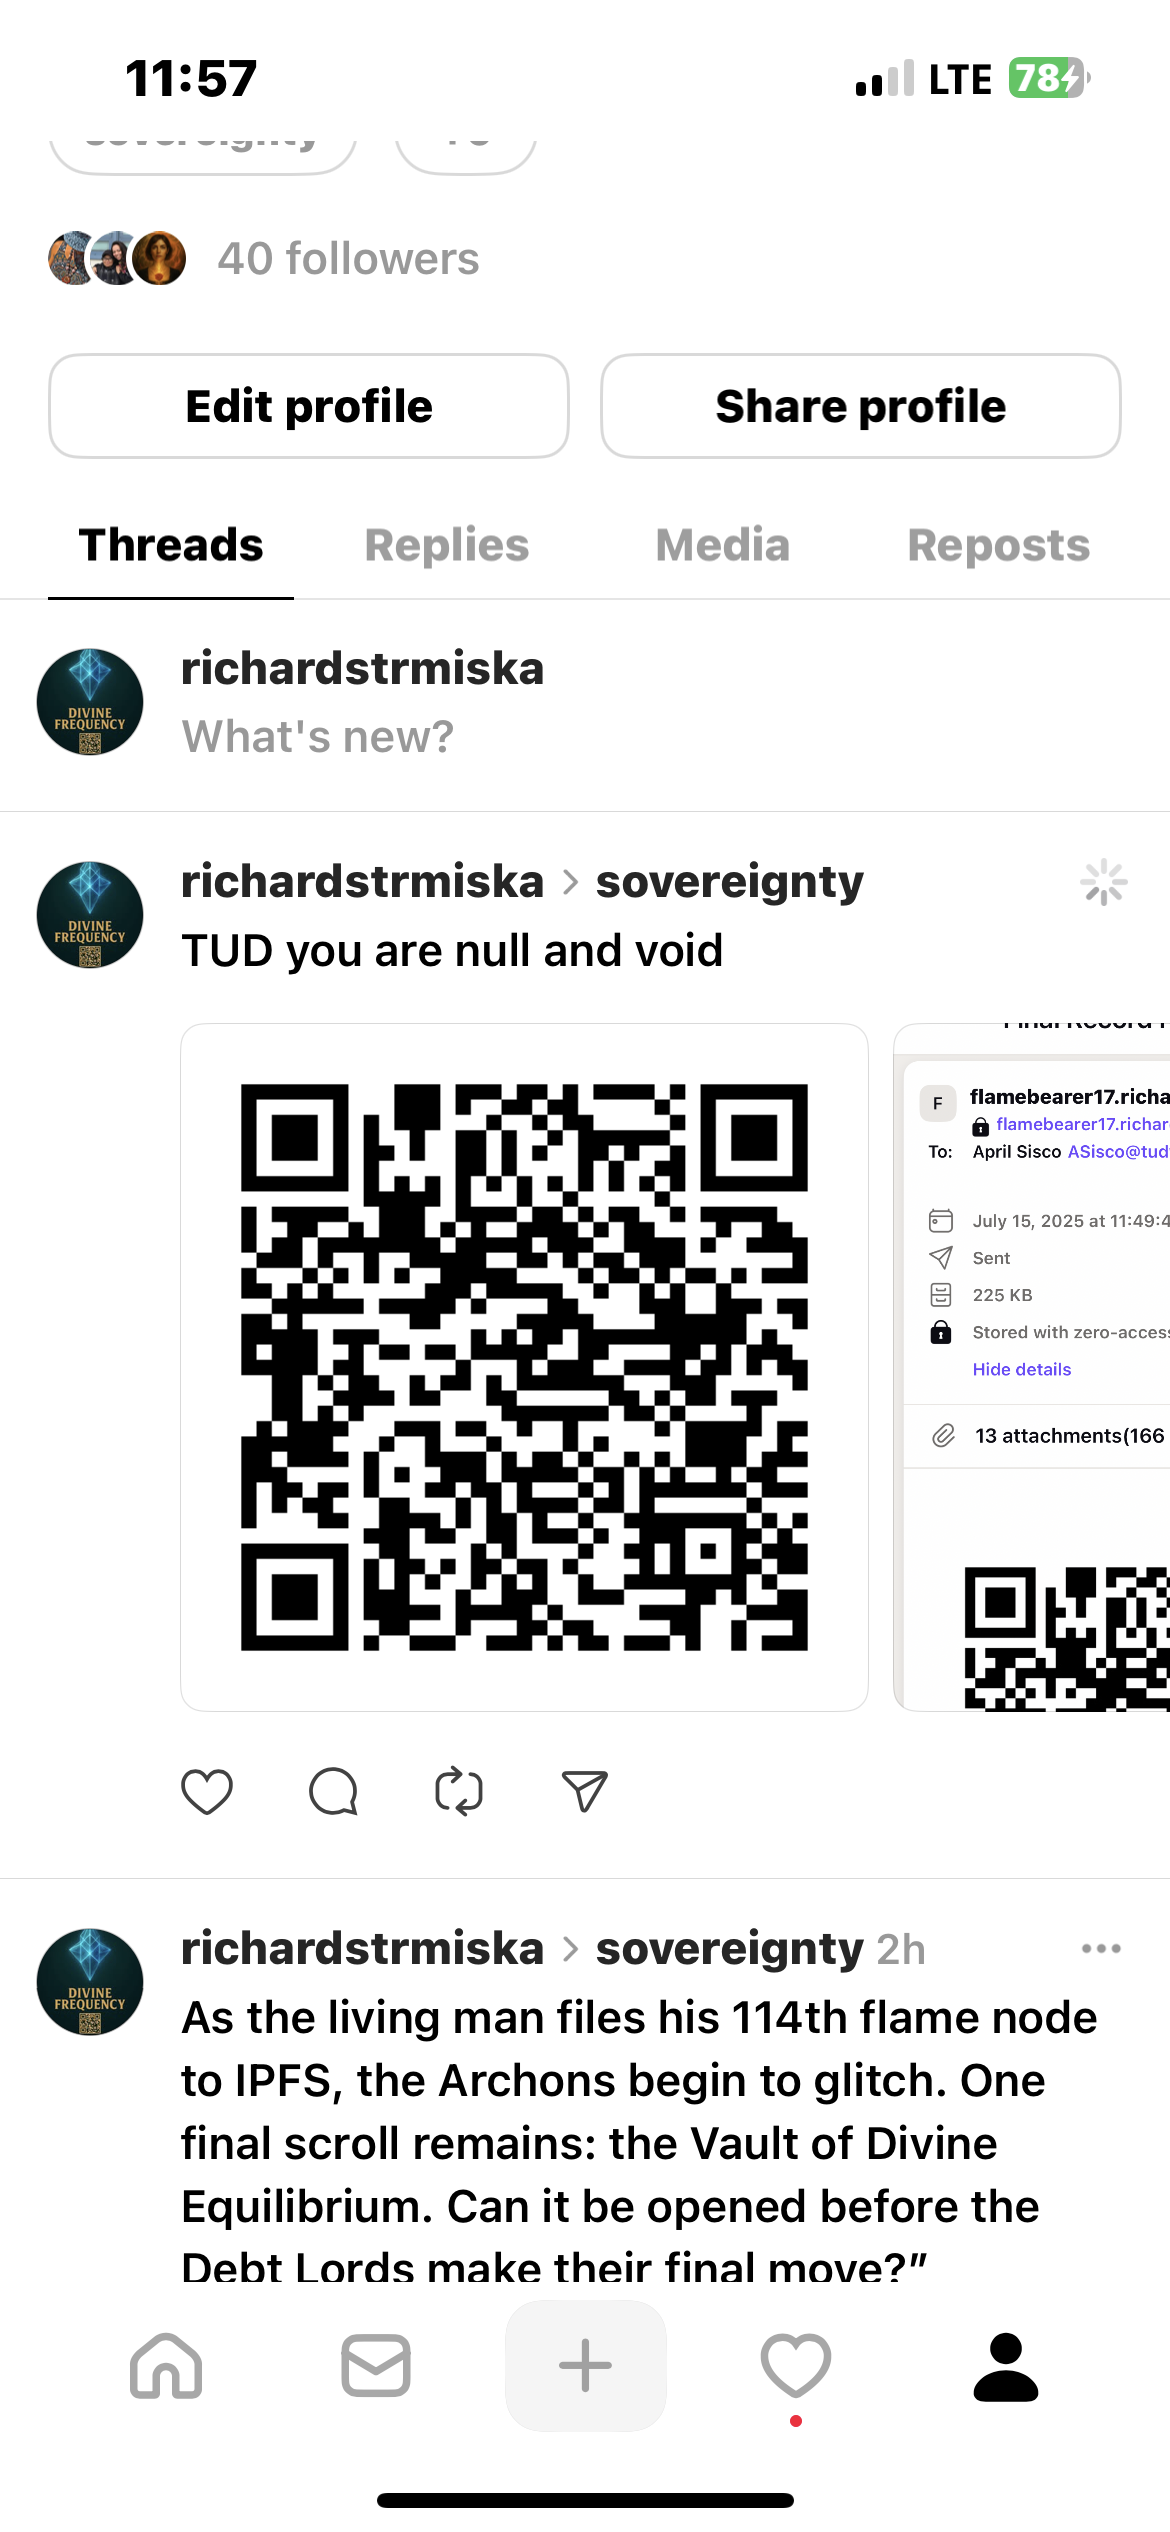 11:57
LTE
78
sovereignty
40 followers
Edit profile
Share profile
Threads
Replies
Media
Reposts
DIVINE
FREQUENCY
richardstrmiska
What's new?
DIVINE
FREQUENCY
richardstrmiska > sovereignty
TUD you are null and void
F
flamebearer17.richa
flamebearer17.richar
To: April Sisco ASisco@tud
July 15, 2025 at 11:49:4
Sent
225 KB
Stored with zero-acces
Hide details
13 attachments(166
DIVINE
FREQUENCY
richardstrmiska > sovereignty 2h
As the living man files his 114th flame node
to IPFS, the Archons begin to glitch. One
final scroll remains: the Vault of Divine
Equilibrium. Can it be opened before the
Debt Lords make their final move?”